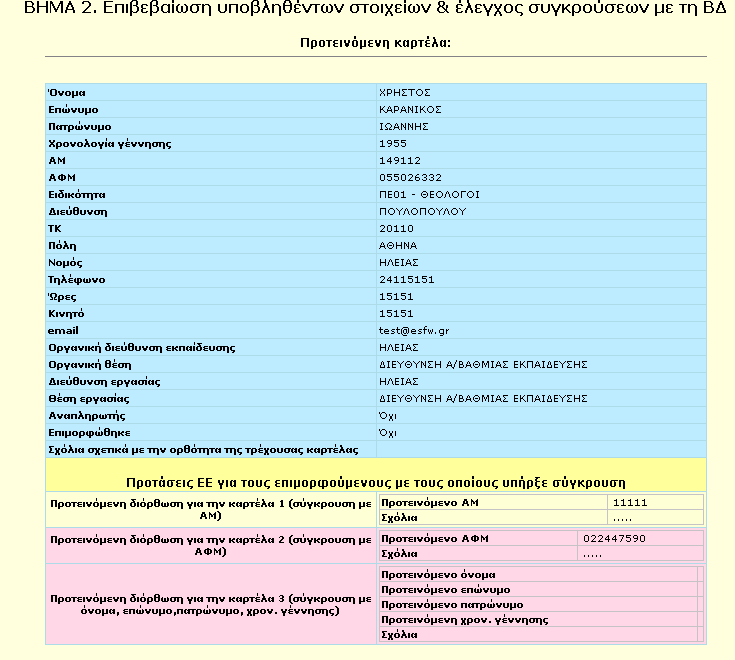 ΒΗΜΑ 2. Επιβεβαίωση υποβληθέντων στοιχείων & έλεγχος συγκρούσεων με τη ΒΔ
Προτεινόμενη καρτέλα:
Όνομα ΧΡΗΣΤΟΣ
Επώνυμο ΚΑΡΑΝΙΚΟΣ
Πατρώνυμο ΙΩΑΝΝΗΣ
Χρονολογία γέννησης 1955
ΑΜ 149112
ΑΦΜ 055026332
Ειδικότητα ΠΕ01 - ΘΕΟΛΟΓΟΙ
Διεύθυνση ΠΟΥΛΟΠΟΥΛΟΥ
ΤΚ 20110
Πόλη ΑΘΗΝΑ
Νομός ΗΛΕΙΑΣ
Τηλέφωνο 24115151
Ώρες 15151
Κινητό 15151
email test@esfw.gr
Οργανική διεύθυνση εκπαίδευσης ΗΛΕΙΑΣ
Οργανική θέση ΔΙΕΥΘΥΝΣΗ Α/ΒΑΘΜΙΑΣ ΕΚΠΑΙΔΕΥΣΗΣ
Διεύθυνση εργασίας ΗΛΕΙΑΣ
Θέση εργασίας ΔΙΕΥΘΥΝΣΗ Α/ΒΑΘΜΙΑΣ ΕΚΠΑΙΔΕΥΣΗΣ
Αναπληρωτής Όχι
Επιμορφώθηκε Όχι
Σχόλια σχετικά με την ορθότητα της τρέχουσας καρτέλας
Προτάσεις ΕΕ για τους επιμορφούμενους με τους οποίους υπήρξε σύγκρουση
Προτεινόμενη διόρθωση για την καρτέλα 1 (σύγκρουση με
ΑΜ)
Προτεινόμενο ΑΜ 11111
Σχόλια .....
Προτεινόμενη διόρθωση για την καρτέλα 2 (σύγκρουση με
ΑΦΜ)
Προτεινόμενο ΑΦΜ 022447590
Σχόλια .....
Προτεινόμενη διόρθωση για την καρτέλα 3 (σύγκρουση με
όνομα, επώνυμο,πατρώνυμο, χρον. γέννησης)
Προτεινόμενο όνομα
Προτεινόμενο επώνυμο
Προτεινόμενο πατρώνυμο
Προτεινόμενη χρον. γέννησης
Σχόλια